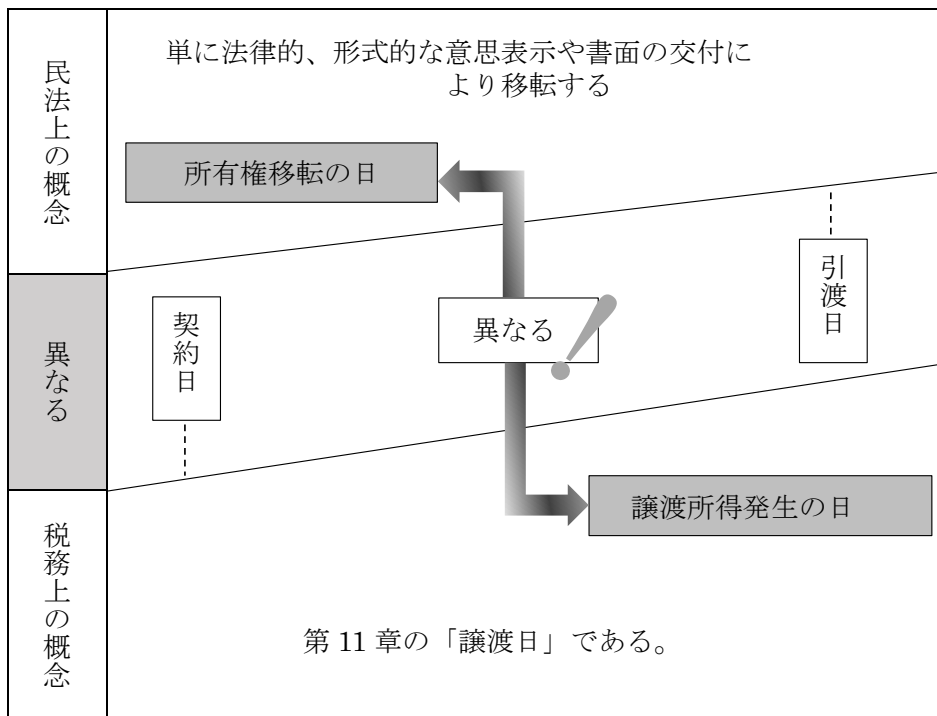 民法上の概念
単に法律的、形式的な意思表示や書面の交付に
より移転する
所有権移転の日
異なる
契約日
異なる
引渡日
税務上の概念
譲渡所得発生の日
第 11 章の「譲渡日」である。